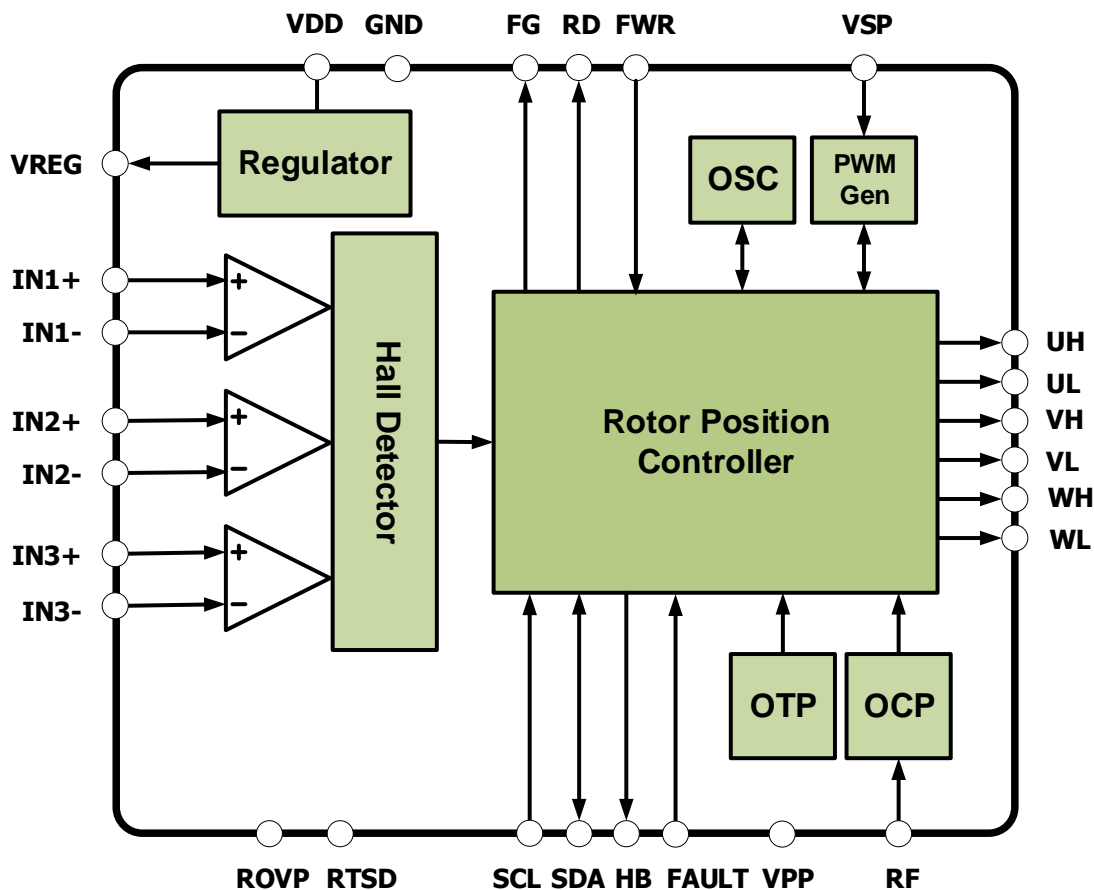 VDD GND FG RD FWR VSP
VREG
Regulator
OSC
PWM
Gen
IN1+
+
IN1-
−
Hall Detector
IN2+
+
IN2-
−
IN3+
+
IN3-
−
Rotor Position
Controller
UH
UL
VH
VL
WH
WL
OTP
OCP
ROVP RTSD SCL SDA HB FAULT VPP RF